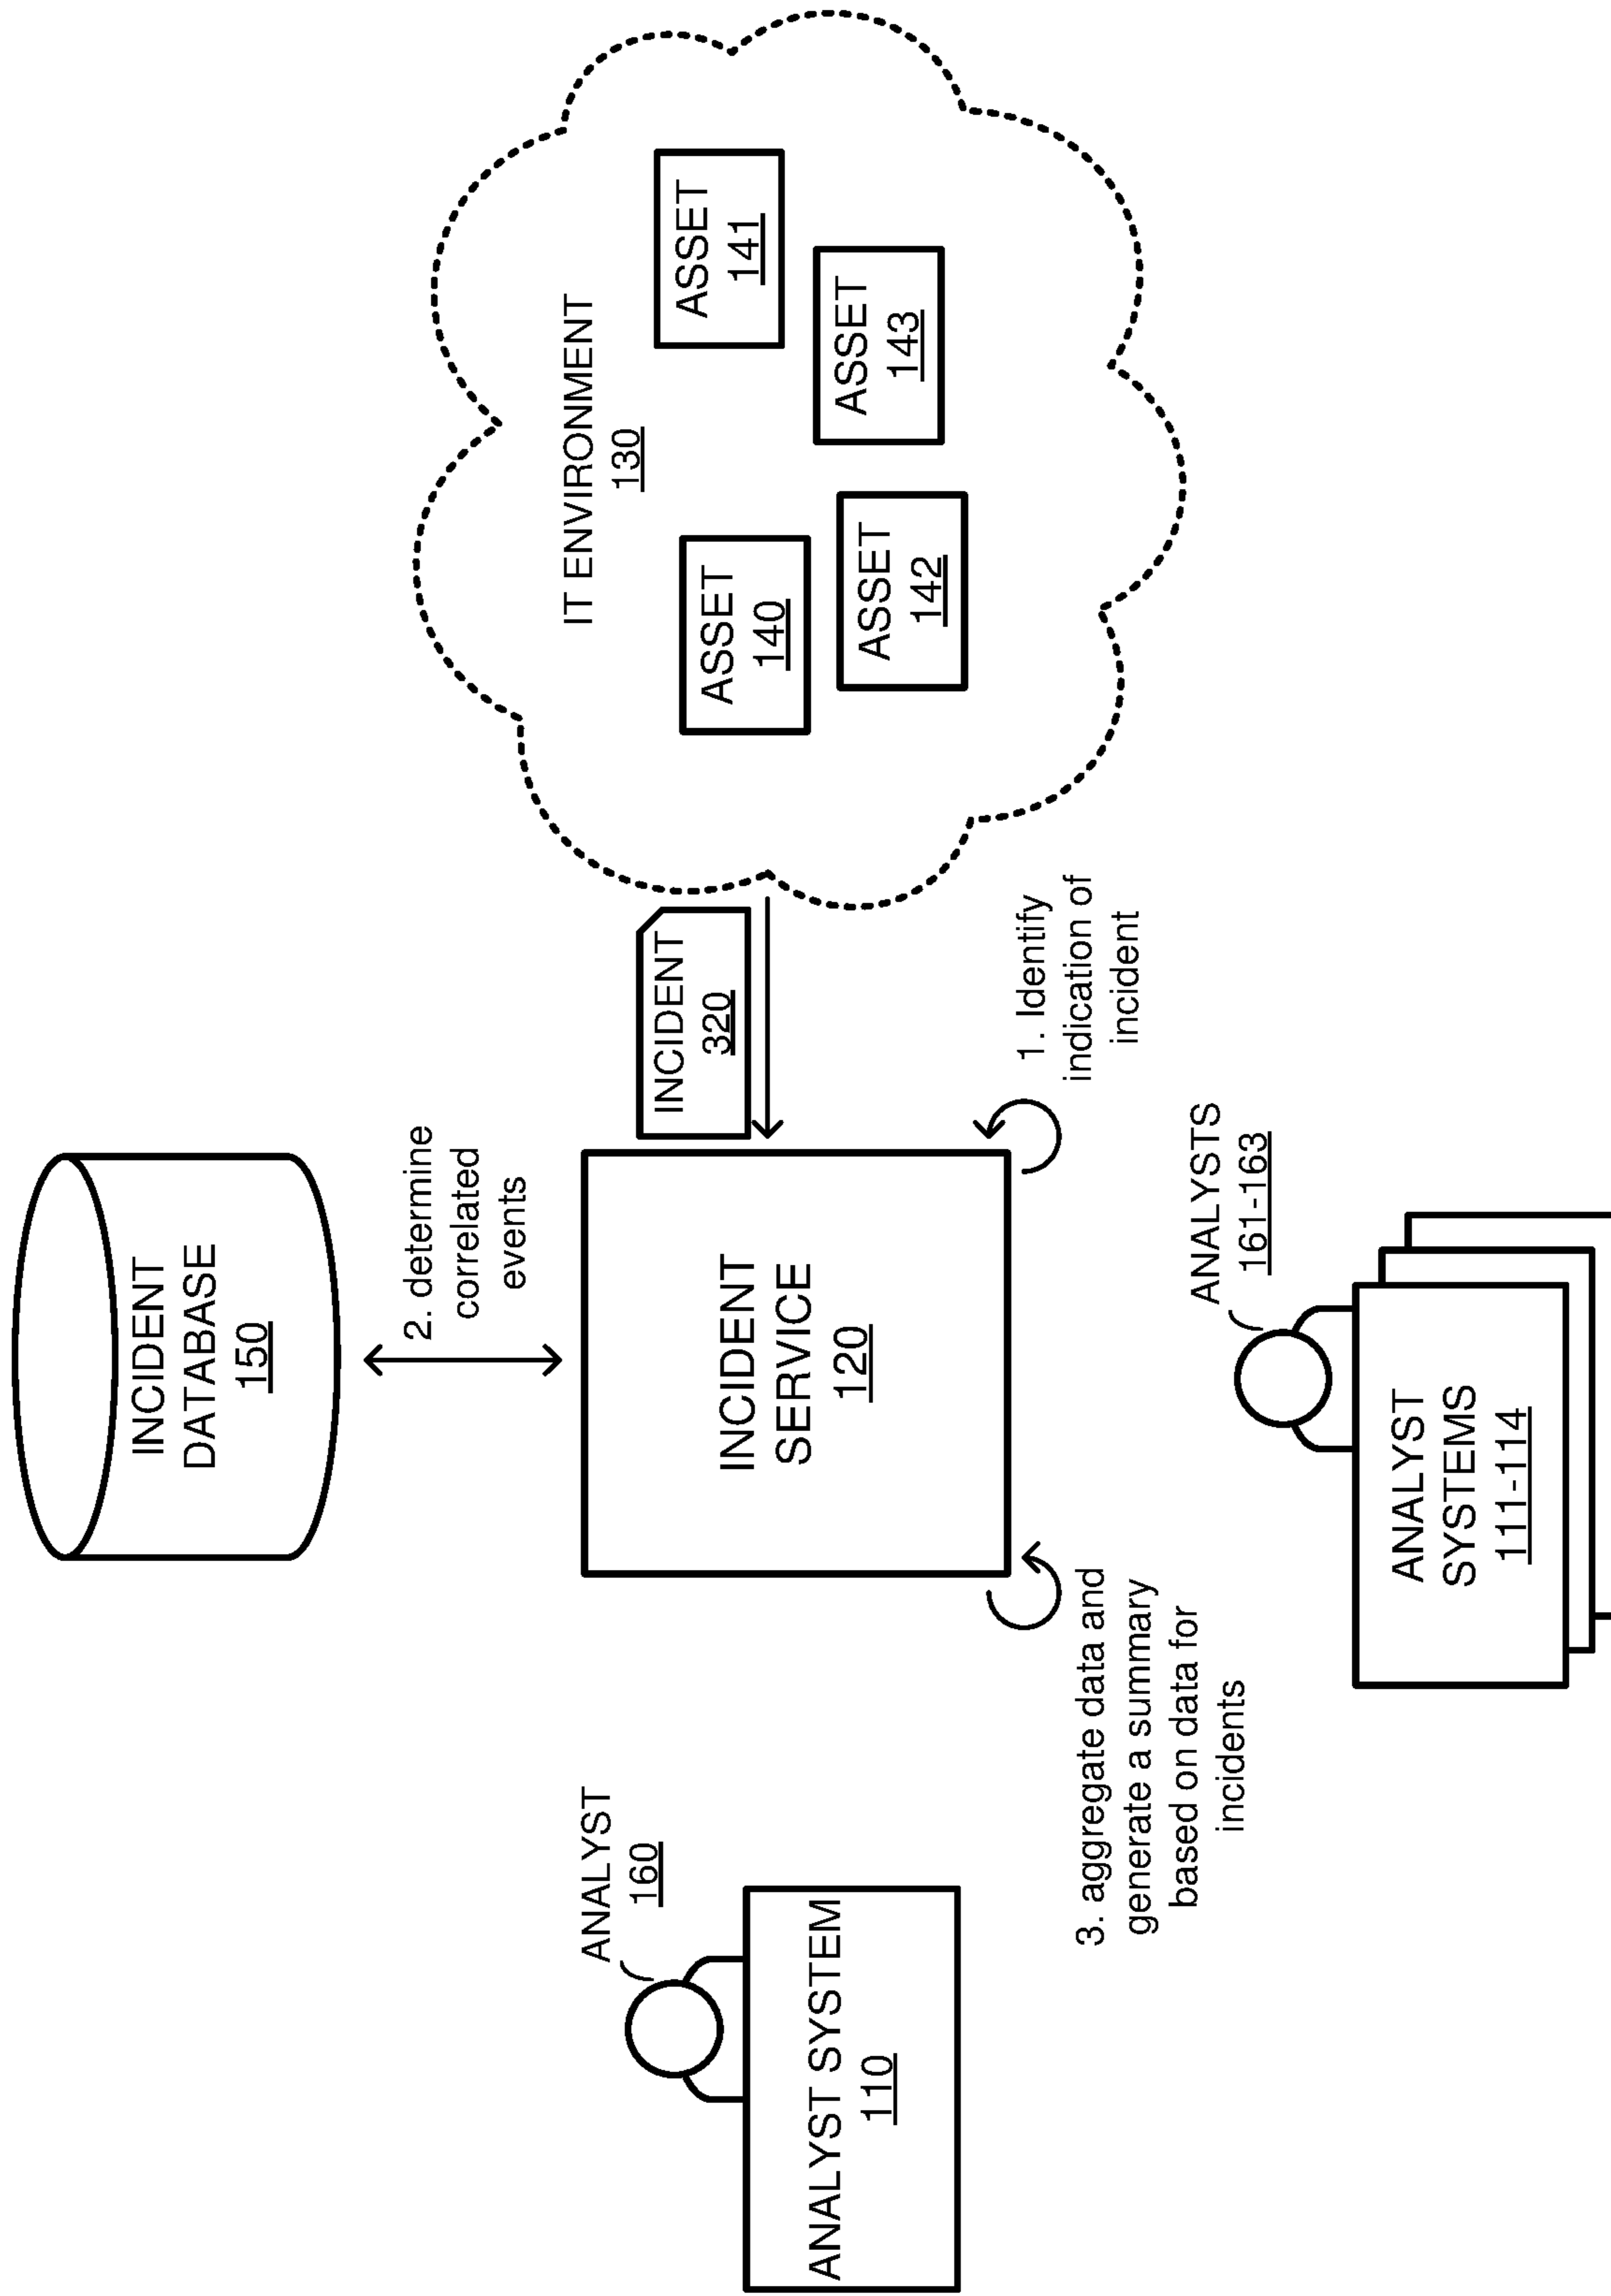 INCIDENT
DATABASE
150
2. determine
correlated
events
ANALYST
160
ANALYST SYSTEM
110
INCIDENT
SERVICE
120
INCIDENT
320
IT ENVIRONMENT
130
ASSET
140
ASSET
141
ASSET
142
ASSET
143
1. Identify
indication of
incident
3. aggregate data and
generate a summary
based on data for
incidents
ANALYSTS
161-163
ANALYST
SYSTEMS
111-114